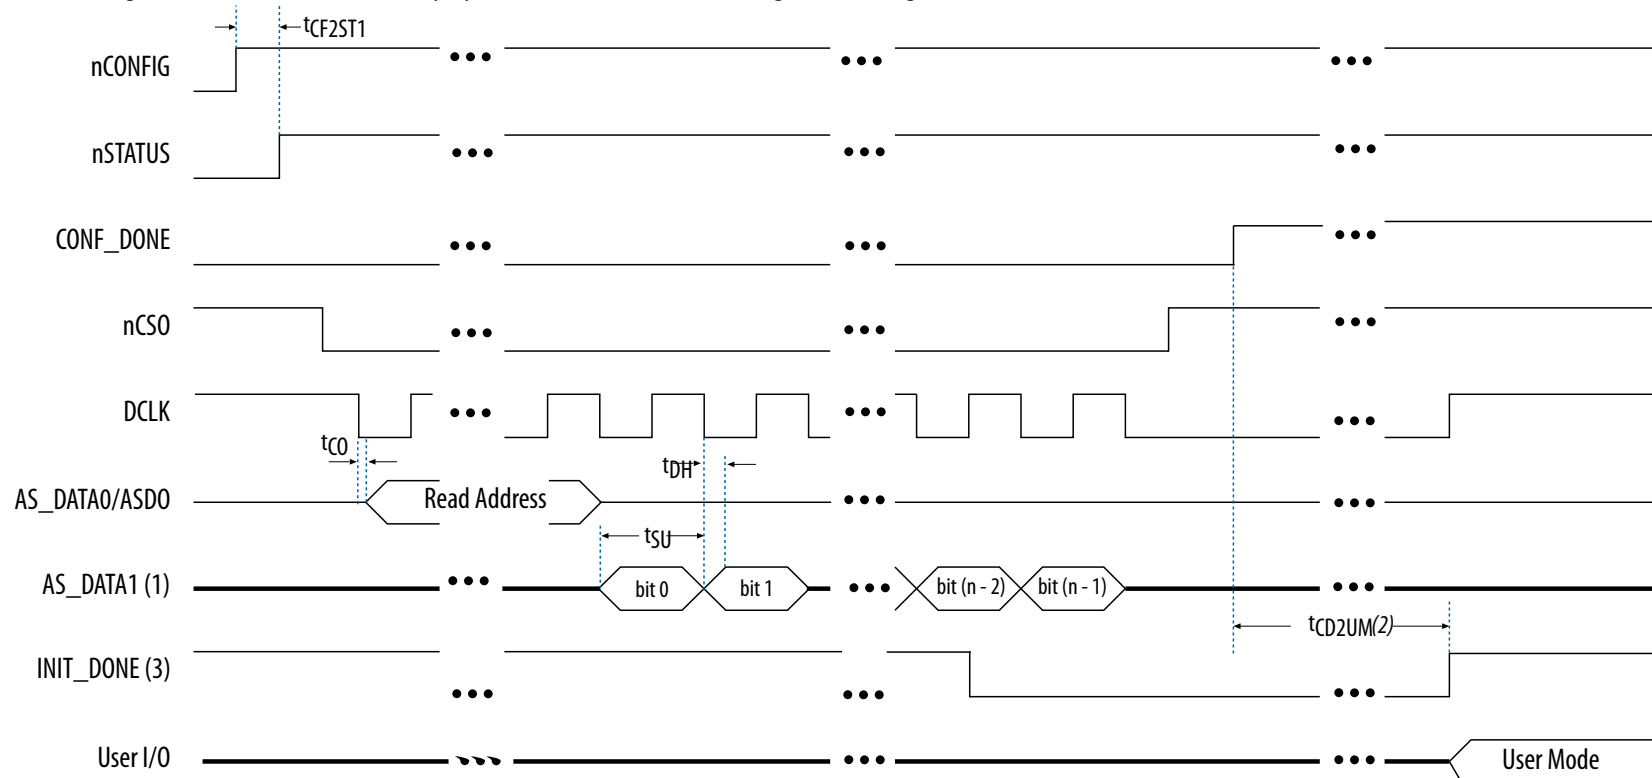 tCF2ST1
nCONFIG
nSTATUS
CONF_DONE
nCSO
DCLK
tCO
tDH
AS_DATA0/ASDO
Read Address
tSU
AS_DATA1 (1)
bit 0
bit 1
bit (n - 2)
bit (n - 1)
tCD2UM(2)
INIT_DONE (3)
User I/O
User Mode